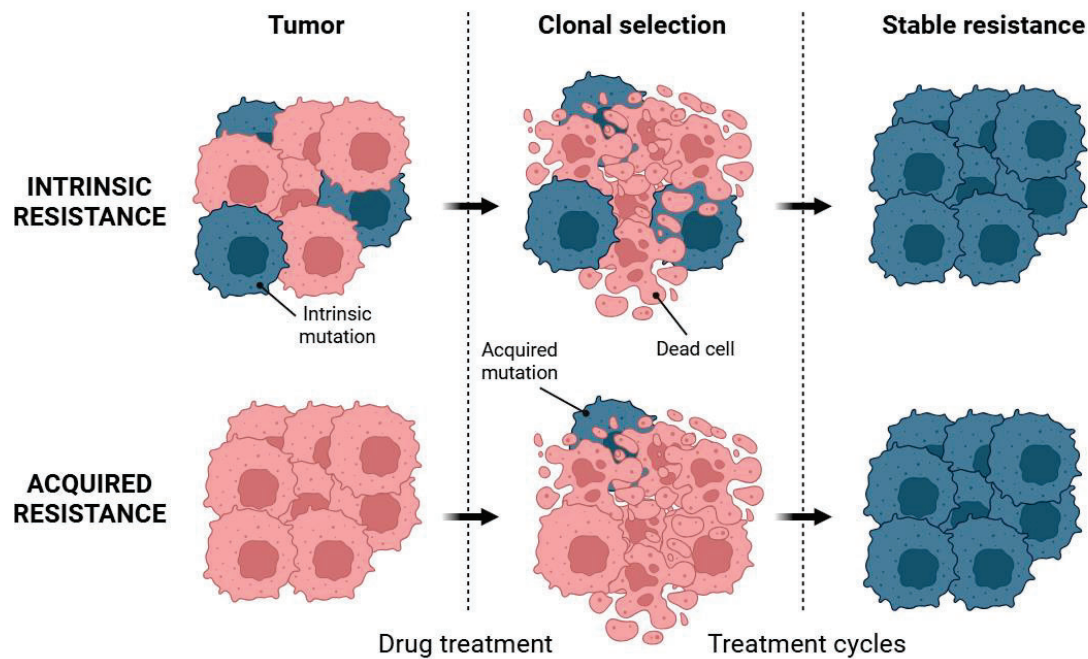 Tumor
Clonal selection
Stable resistance
INTRINSIC
RESISTANCE
Intrinsic
mutation
Dead cell
Acquired
mutation
ACQUIRED
RESISTANCE
Drug treatment
Treatment cycles